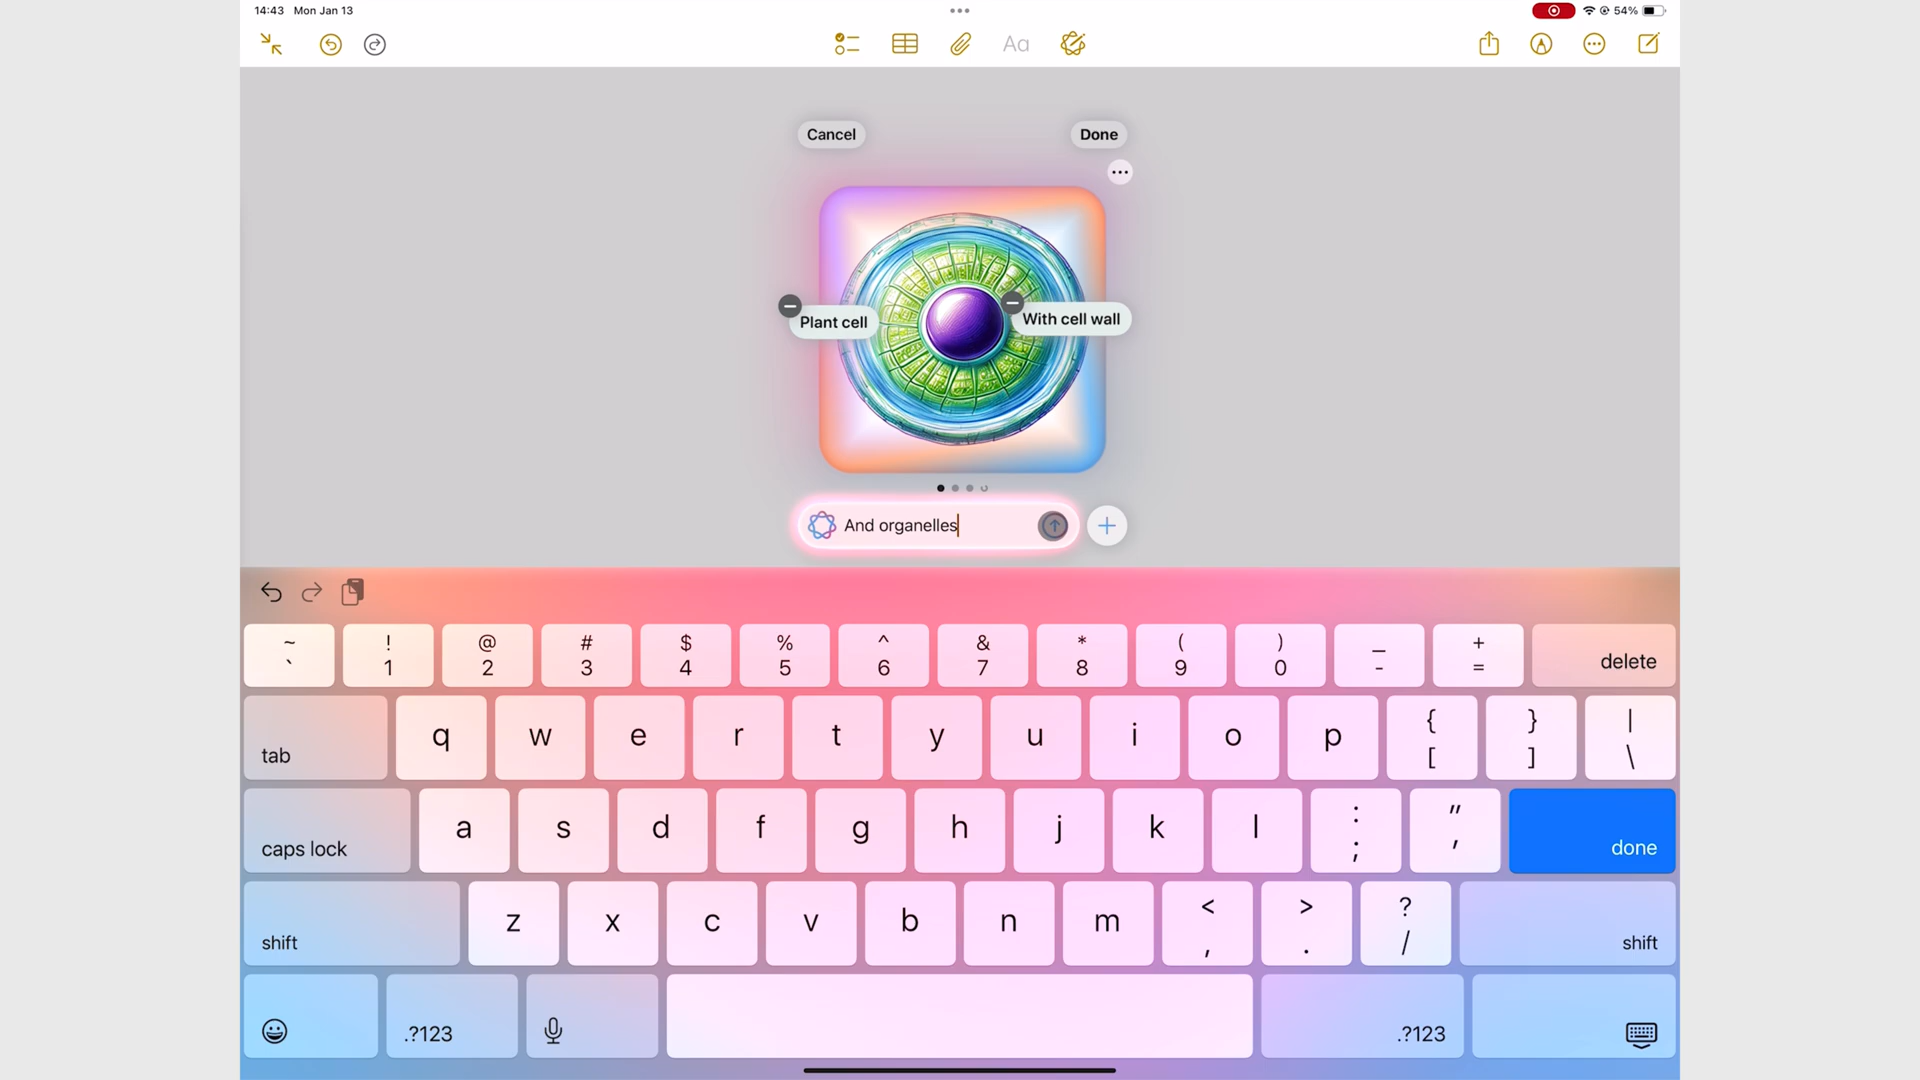 14:43 Mon Jan 13
54%
Aa
Cancel
Done
Plant cell
With cell wall
And organelles
~ ! @ # $ % ^ & * ( ) _ +
` 1 2 3 4 5 6 7 8 9 0 - = delete
tab q w e r t y u i o p { [ } ] | \
caps lock a s d f g h j k l : ; " ' done
shift z x c v b n m < , > . ? / shift
.?123 .?123